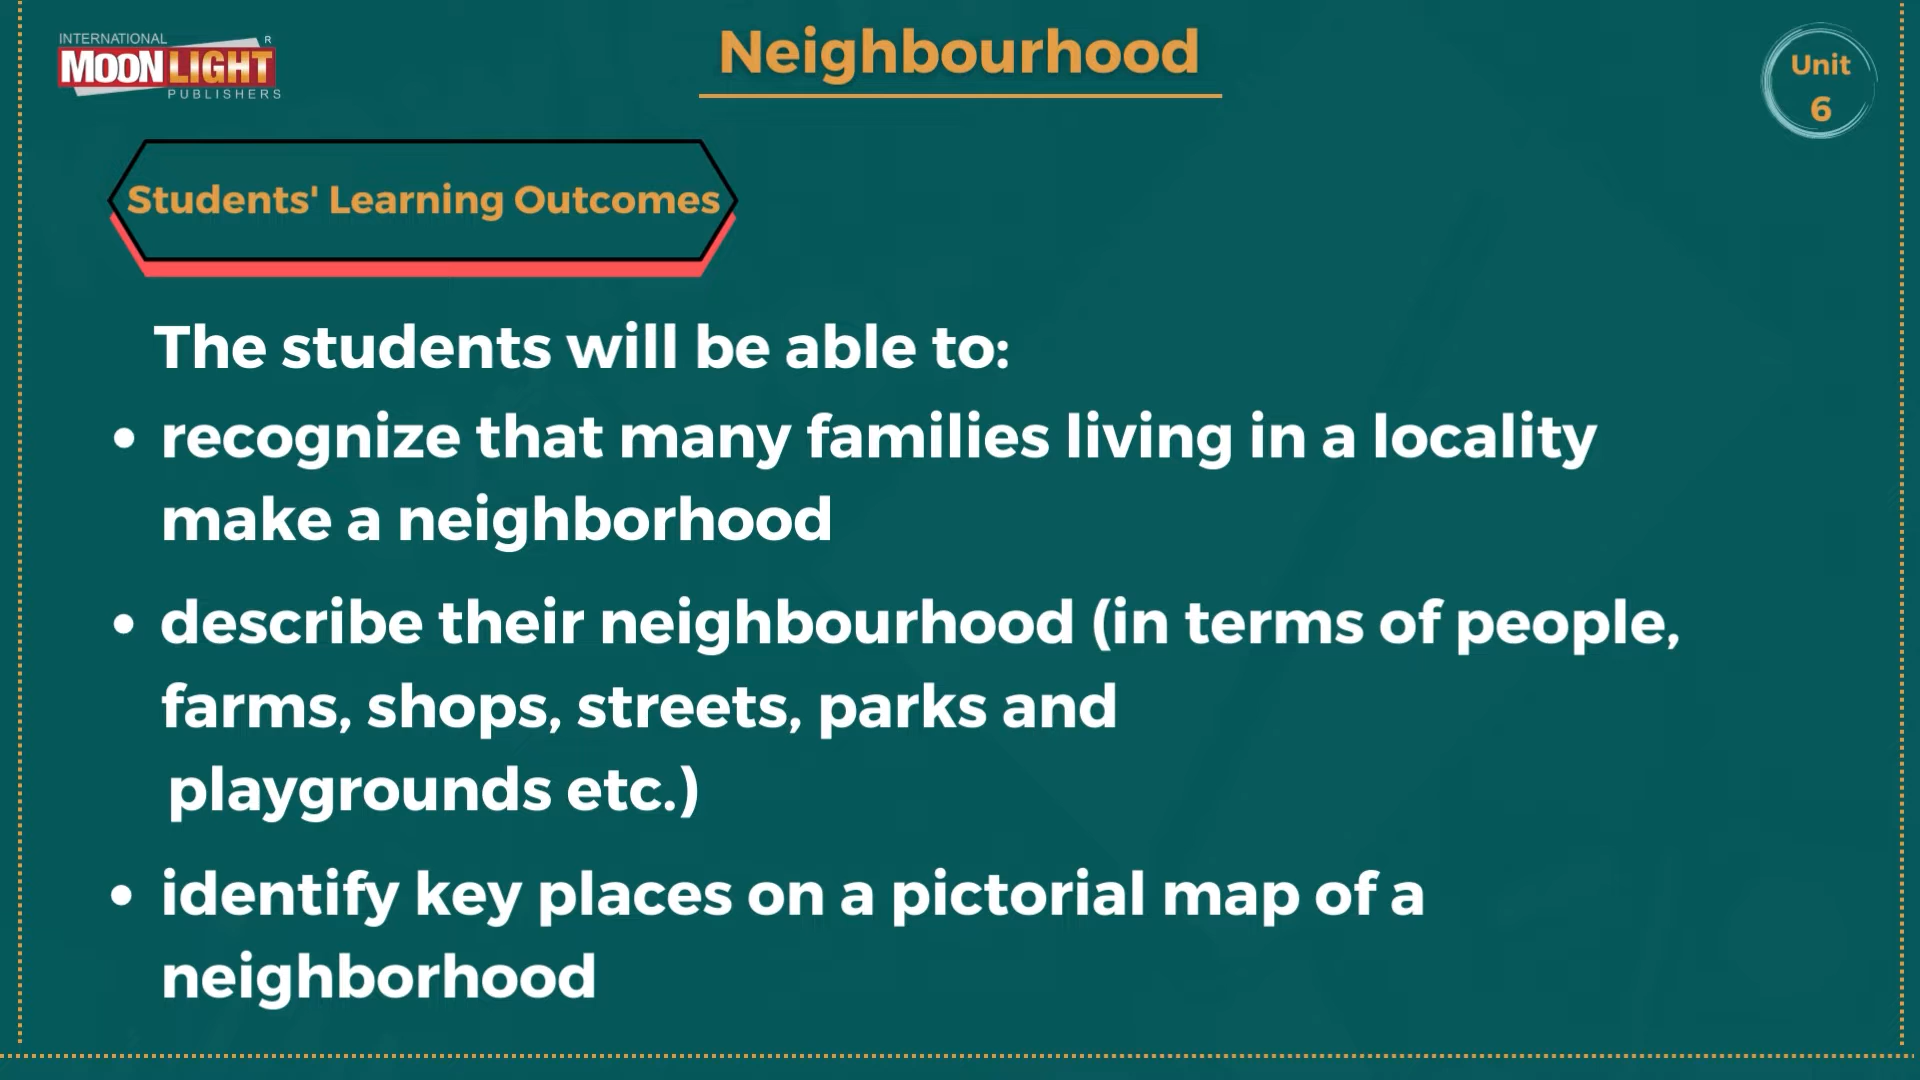 INTERNATIONAL
R
MOONLIGHT
PUBLISHERS
Neighbourhood
Unit
6
Students' Learning Outcomes
The students will be able to:
• recognize that many families living in a locality
make a neighborhood
• describe their neighbourhood (in terms of people,
farms, shops, streets, parks and
playgrounds etc.)
• identify key places on a pictorial map of a
neighborhood